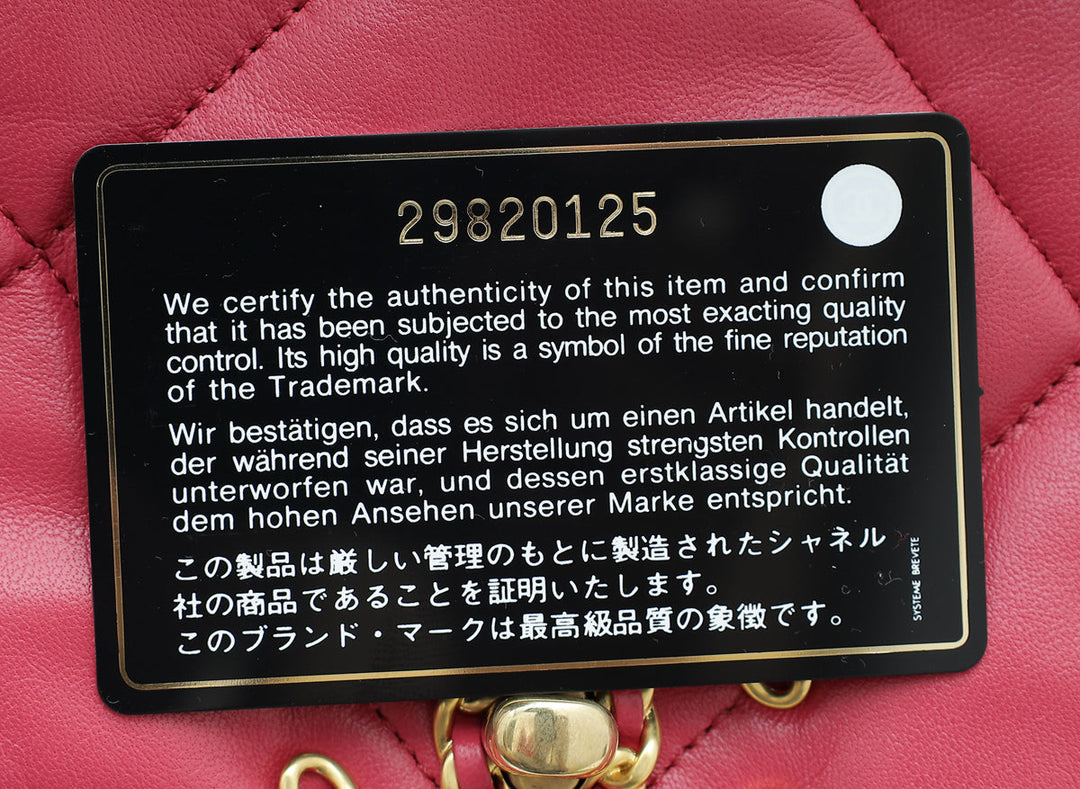 29820125
We certify the authenticity of this item and confirm
that it has been subjected to the most exacting quality
control. Its high quality is a symbol of the fine reputation
of the Trademark.
Wir bestätigen, dass es sich um einen Artikel handelt,
der während seiner Herstellung strengsten Kontrollen
unterworfen war, und dessen erstklassige Qualität
dem hohen Ansehen unserer Marke entspricht.
この製品は厳しい管理のもとに製造されたシャネル
社の商品であることを証明いたします。
このブランド・マークは最高級品質の象徴です。
SYSTEME BREVETE